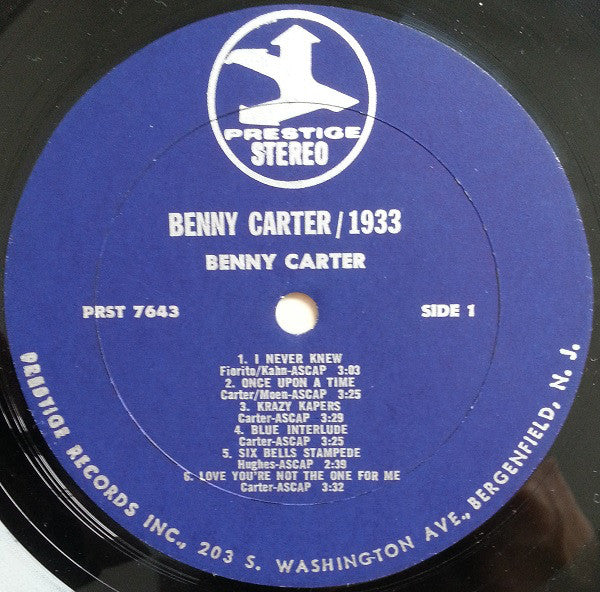 PRESTIGE
STEREO
BENNY CARTER / 1933
BENNY CARTER
PRST 7643
SIDE 1
1. I NEVER KNEW
Fiorito/Kahn-ASCAP 3:03
2. ONCE UPON A TIME
Carter/Moen-ASCAP 3:25
3. KRAZY KAPERS
Carter-ASCAP 3:29
4. BLUE INTERLUDE
Carter-ASCAP 3:25
5. SIX BELLS STAMPEDE
Hughes-ASCAP 2:39
6. LOVE YOU'RE NOT THE ONE FOR ME
Carter-ASCAP 3:32
PRESTIGE RECORDS INC., 203 S. WASHINGTON AVE., BERGENFIELD, N. J.